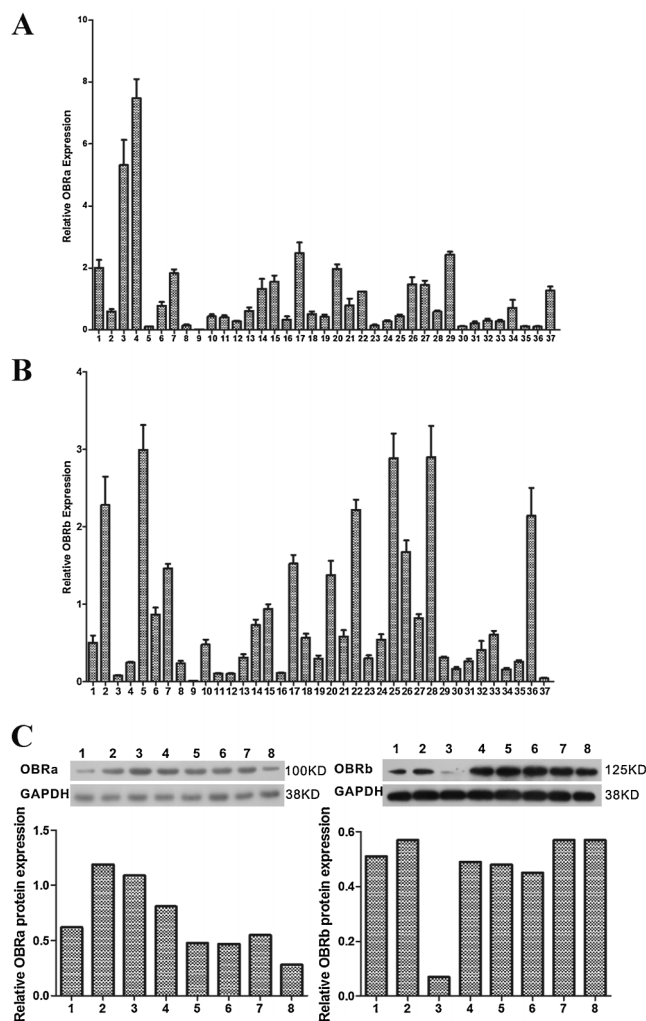 A
Relative OBRa Expression
10
8
6
4
2
0
1 2 3 4 5 6 7 8 9 10 11 12 13 14 15 16 17 18 19 20 21 22 23 24 25 26 27 28 29 30 31 32 33 34 35 36 37
B
Relative OBRb Expression
4
3
2
1
0
1 2 3 4 5 6 7 8 9 10 11 12 13 14 15 16 17 18 19 20 21 22 23 24 25 26 27 28 29 30 31 32 33 34 35 36 37
C
1 2 3 4 5 6 7 8
OBRa 100KD
GAPDH 38KD
Relative OBRa protein expression
1.5
1.0
0.5
0.0
1 2 3 4 5 6 7 8
1 2 3 4 5 6 7 8
OBRb 125KD
GAPDH 38KD
Relative OBRb protein expression
0.6
0.4
0.2
0.0
1 2 3 4 5 6 7 8